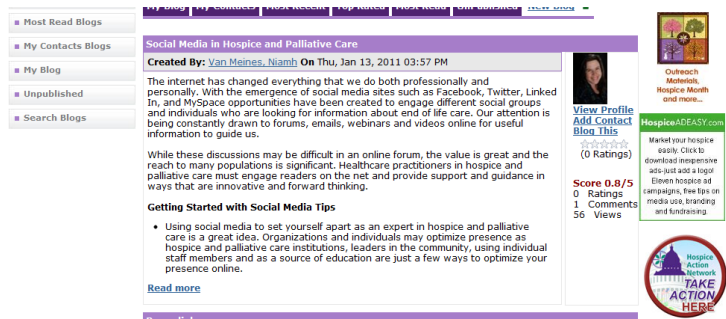 My Blog My Contacts Most Recent Top Rated Most Read UnPublished New Blog
Most Read Blogs
My Contacts Blogs
My Blog
Unpublished
Search Blogs
Social Media in Hospice and Palliative Care
Created By: Van Meines, Niamh On Thu, Jan 13, 2011 03:57 PM
The internet has changed everything that we do both professionally and
personally. With the emergence of social media sites such as Facebook, Twitter, Linked
In, and MySpace opportunities have been created to engage different social groups
and individuals who are looking for information about end of life care. Our attention is
being constantly drawn to forums, emails, webinars and videos online for useful
information to guide us.
While these discussions may be difficult in an online forum, the value is great and the
reach to many populations is significant. Healthcare practitioners in hospice and
palliative care must engage readers on the net and provide support and guidance in
ways that are innovative and forward thinking.
Getting Started with Social Media Tips
Using social media to set yourself apart as an expert in hospice and palliative
care is a great idea. Organizations and individuals may optimize presence as
hospice and palliative care institutions, leaders in the community, using individual
staff members and as a source of education are just a few ways to optimize your
presence online.
Read more
View Profile
Add Contact
Blog This
(0 Ratings)
Score 0.8/5
0 Ratings
1 Comments
56 Views
Outreach
Materials,
Hospice Month
and more...
HospiceADEASY.com
Market your hospice
easily. Click to
download inexpensive
ads-just add a logo!
Eleven hospice ad
campaigns, free tips on
media use, branding
and fundraising.
Hospice
Action
Network
TAKE
ACTION
HERE